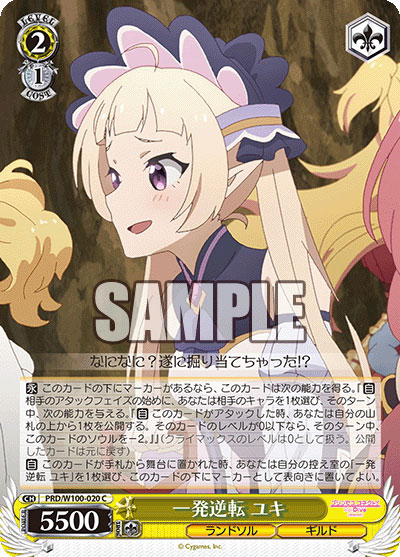 LEVEL
2
1
COST
SAMPLE
なになに？遂に掘り当てちゃった!?
永 このカードの下にマーカーがあるなら、このカードは次の能力を得る。『自
相手のアタックフェイズの始めに、あなたは相手のキャラを1枚選び、そのターン
中、次の能力を与える。『自 このカードがアタックした時、あなたは自分の山
札の上から1枚を公開する。そのカードのレベルが0以下なら、そのターン中、
このカードのソウルを－2。』』（クライマックスのレベルは0として扱う。公開
したカードは元に戻す）
自 このカードが手札から舞台に置かれた時、あなたは自分の控え室の「一発
逆転 ユキ」を1枚選び、このカードの下にマーカーとして表向きに置いてよい。
CH PRD/W100-020 C
5500
一発逆転 ユキ
ランドソル
ギルド
© Cygames, Inc.